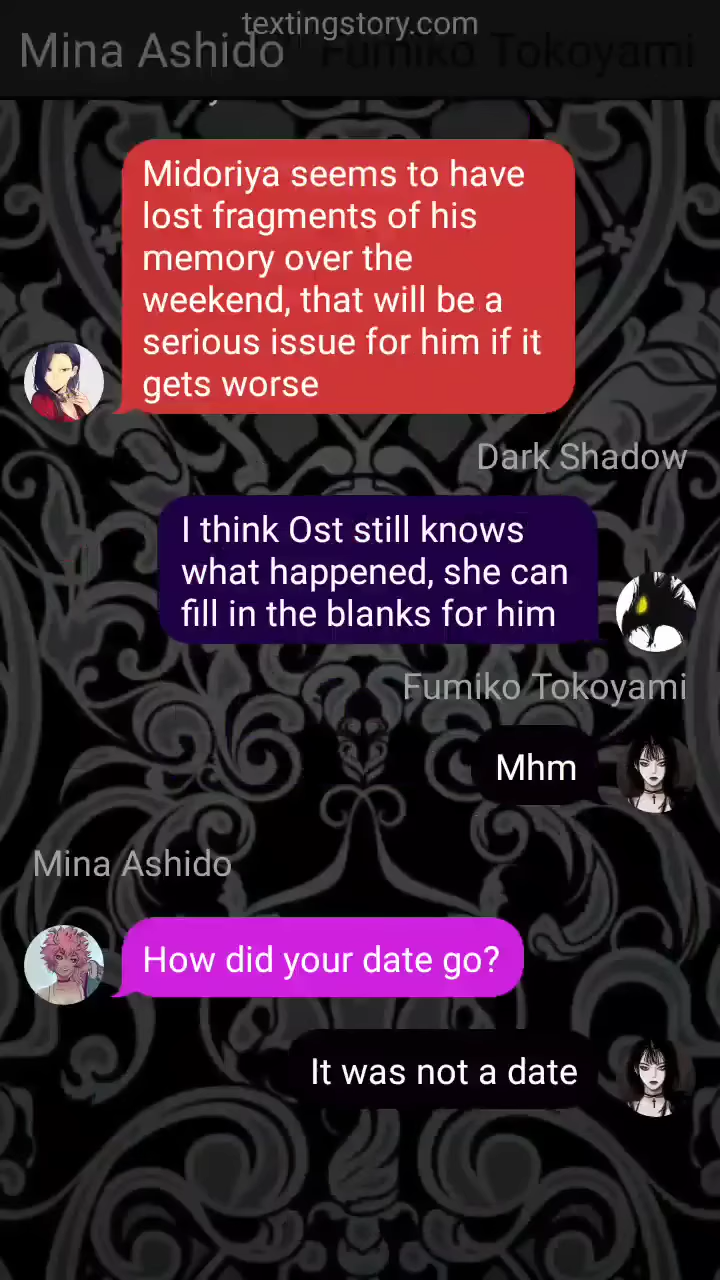 textingstory.com
Mina Ashido Fumiko Tokoyami
Midoriya seems to have
lost fragments of his
memory over the
weekend, that will be a
serious issue for him if it
gets worse
Dark Shadow
I think Ost still knows
what happened, she can
fill in the blanks for him
Fumiko Tokoyami
Mhm
Mina Ashido
How did your date go?
It was not a date